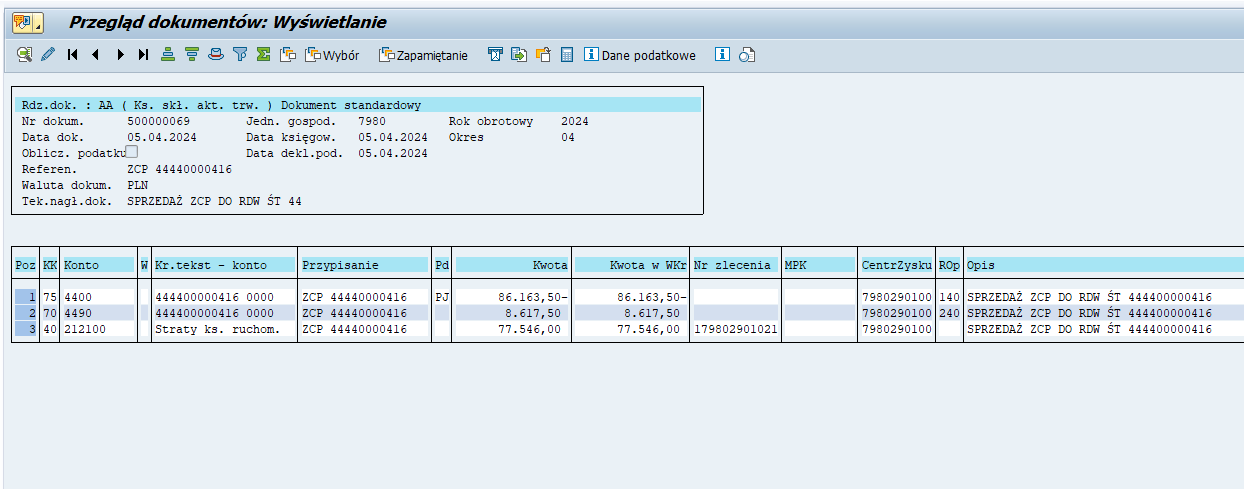 Przegląd dokumentów: Wyświetlanie
Wybór Zapamiętanie Dane podatkowe
Rdz.dok. : AA ( Ks. skł. akt. trw. ) Dokument standardowy
Nr dokum. 500000069 Jedn. gospod. 7980 Rok obrotowy 2024
Data dok. 05.04.2024 Data księgow. 05.04.2024 Okres 04
Oblicz. podatku Data dekl.pod. 05.04.2024
Referen. ZCP 44440000416
Waluta dokum. PLN
Tek.nagł.dok. SPRZEDAŻ ZCP DO RDW ŚT 44
Poz KK Konto W Kr.tekst - konto Przypisanie Pd Kwota Kwota w WKr Nr zlecenia MPK CentrZysku ROp Opis
1 75 4400 444400000416 0000 ZCP 44440000416 PJ 86.163,50- 86.163,50- 7980290100 140 SPRZEDAŻ ZCP DO RDW ŚT 444400000416
2 70 4490 444400000416 0000 ZCP 44440000416 8.617,50 8.617,50 7980290100 240 SPRZEDAŻ ZCP DO RDW ŚT 444400000416
3 40 212100 Straty ks. ruchom. ZCP 44440000416 77.546,00 77.546,00 179802901021 7980290100 SPRZEDAŻ ZCP DO RDW ŚT 444400000416